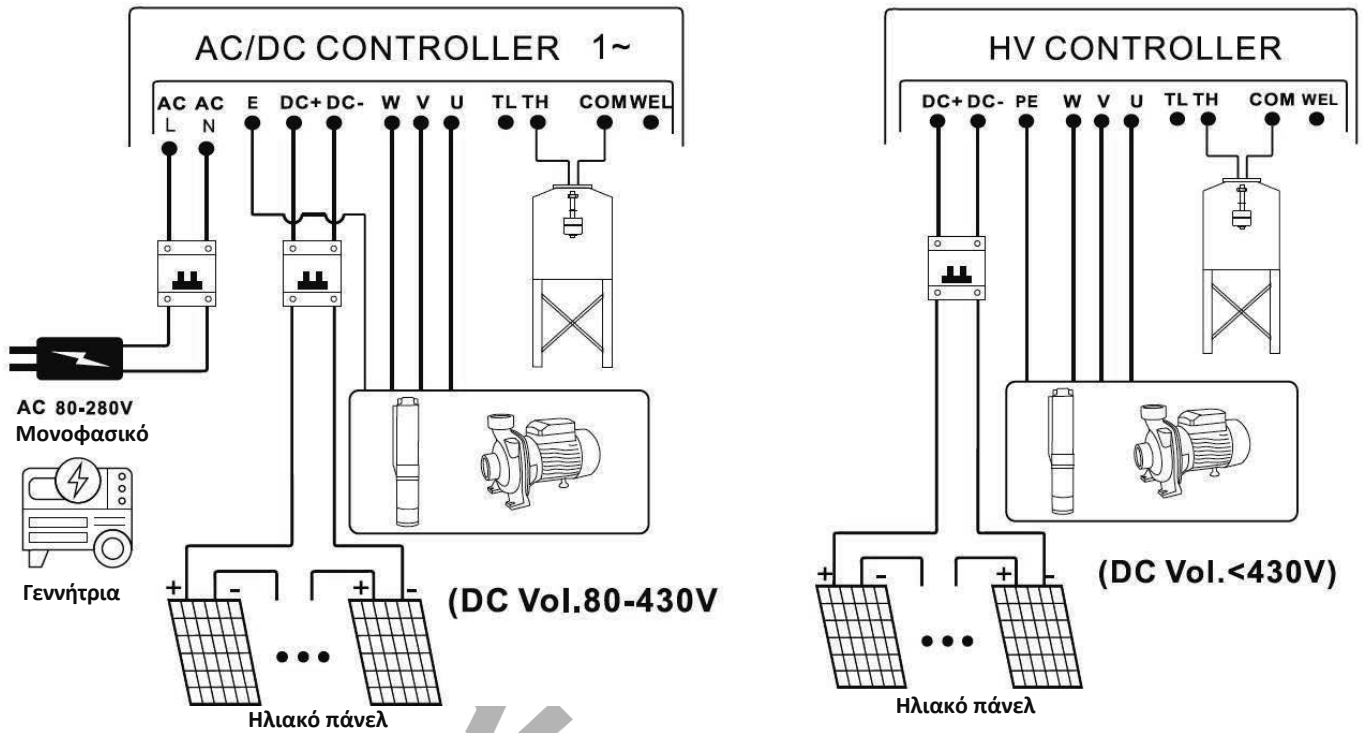 AC/DC CONTROLLER 1~
AC AC E DC+ DC- W V U TL TH COM WEL
L N
AC 80-280V
Μονοφασικό
Γεννήτρια
+ - + -
(DC Vol.80-430V
Ηλιακό πάνελ
HV CONTROLLER
DC+ DC- PE W V U TL TH COM WEL
+ - + -
(DC Vol.<430V)
Ηλιακό πάνελ